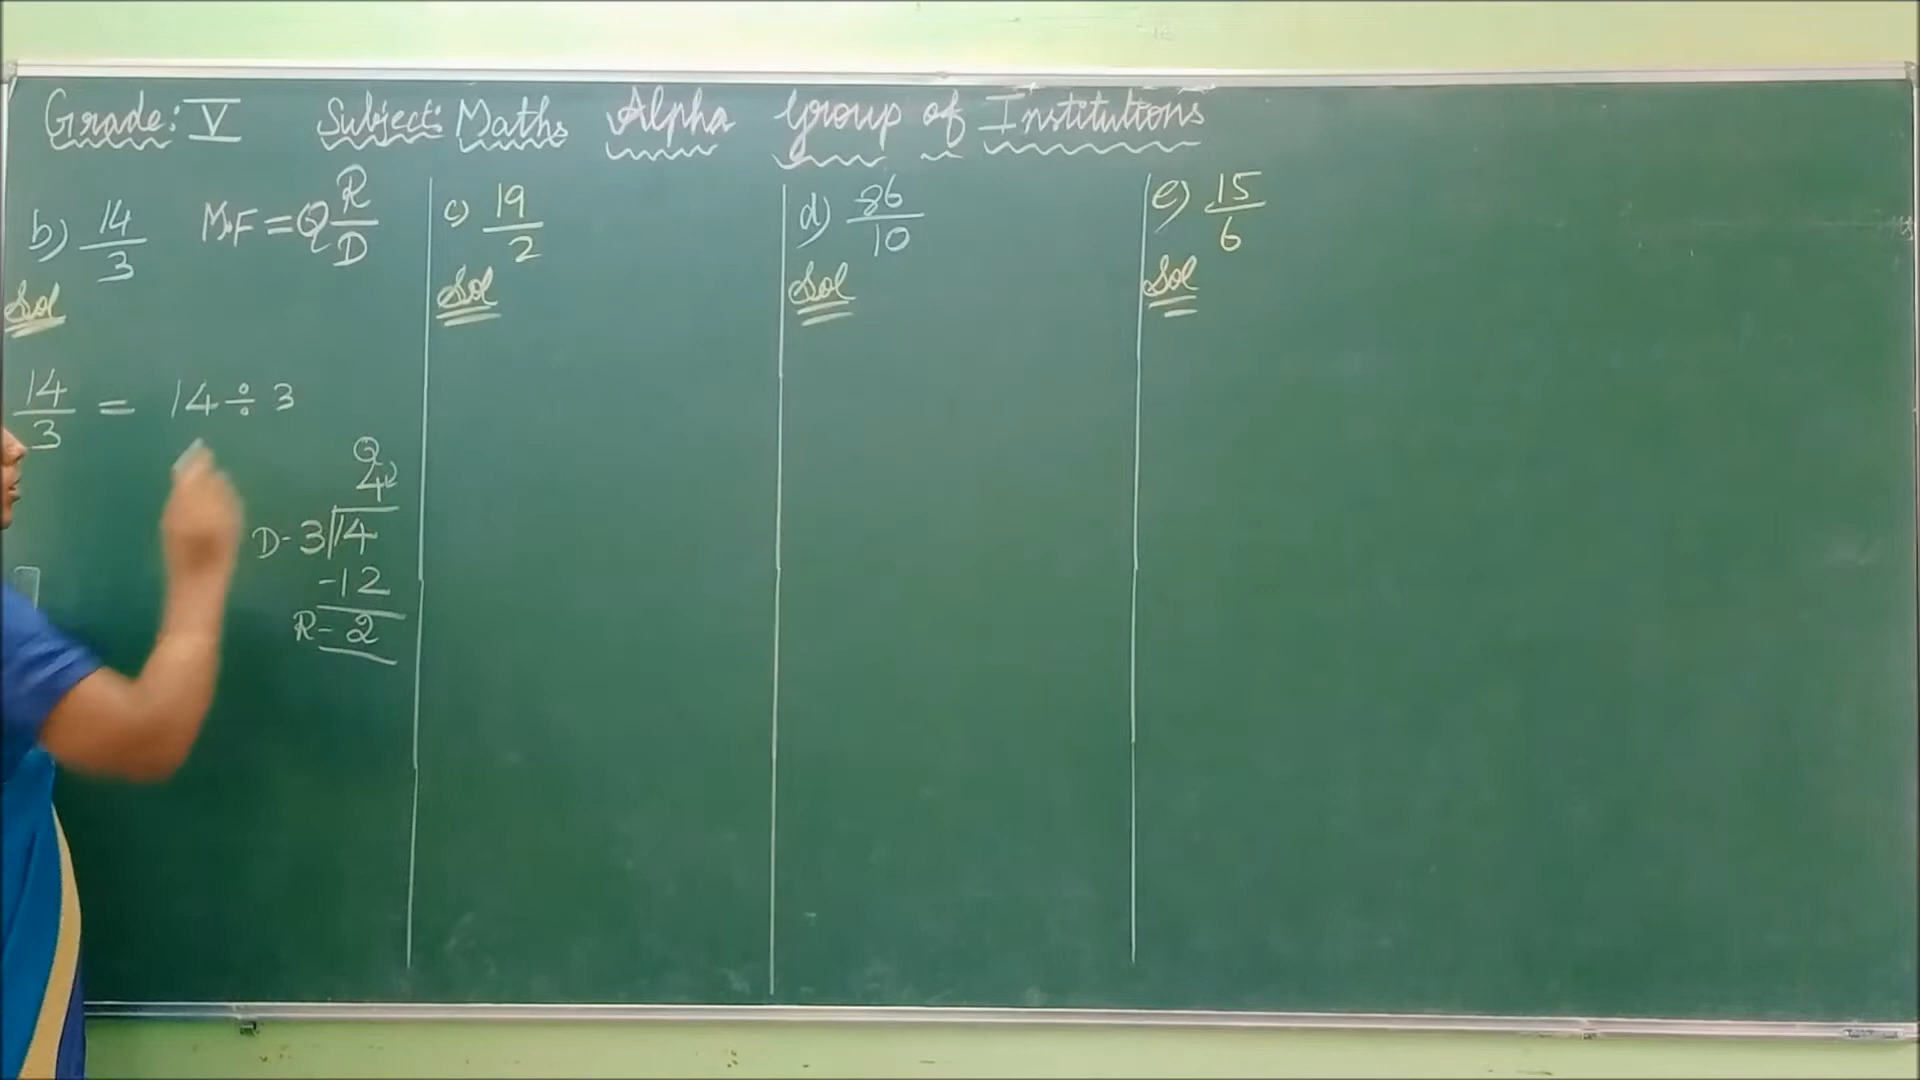 Grade: V Subject: Maths Alpha Group of Institutions
b) 14/3 M.F = Q R/D
Sol
14/3 = 14 ÷ 3
Q
4
D- 3 14
-12
R- 2
c) 19/2
Sol
d) 86/10
Sol
e) 15/6
Sol